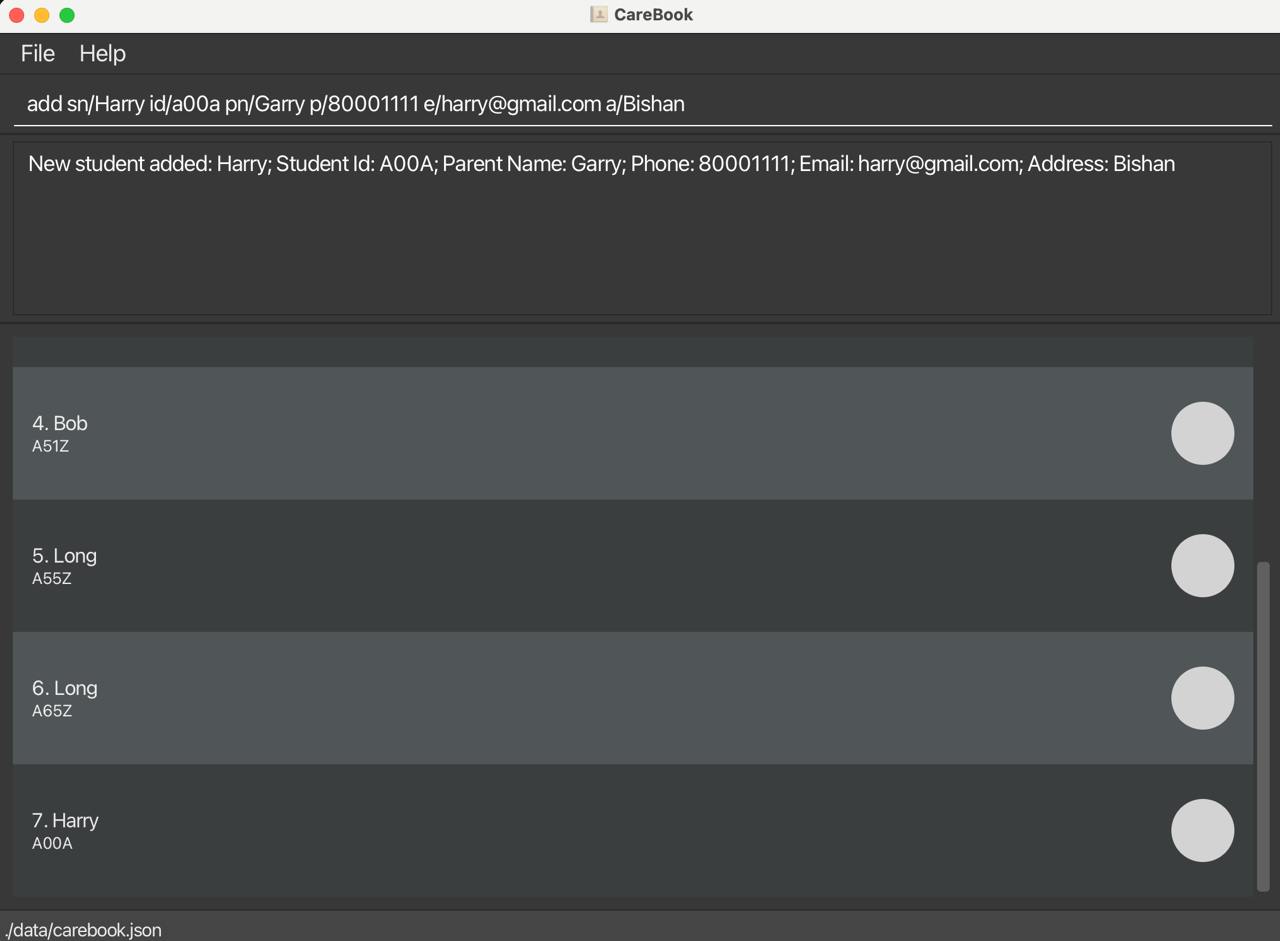 CareBook
File Help
add sn/Harry id/a00a pn/Garry p/80001111 e/harry@gmail.com a/Bishan
New student added: Harry; Student Id: A00A; Parent Name: Garry; Phone: 80001111; Email: harry@gmail.com; Address: Bishan
4. Bob
A51Z
5. Long
A55Z
6. Long
A65Z
7. Harry
A00A
./data/carebook.json